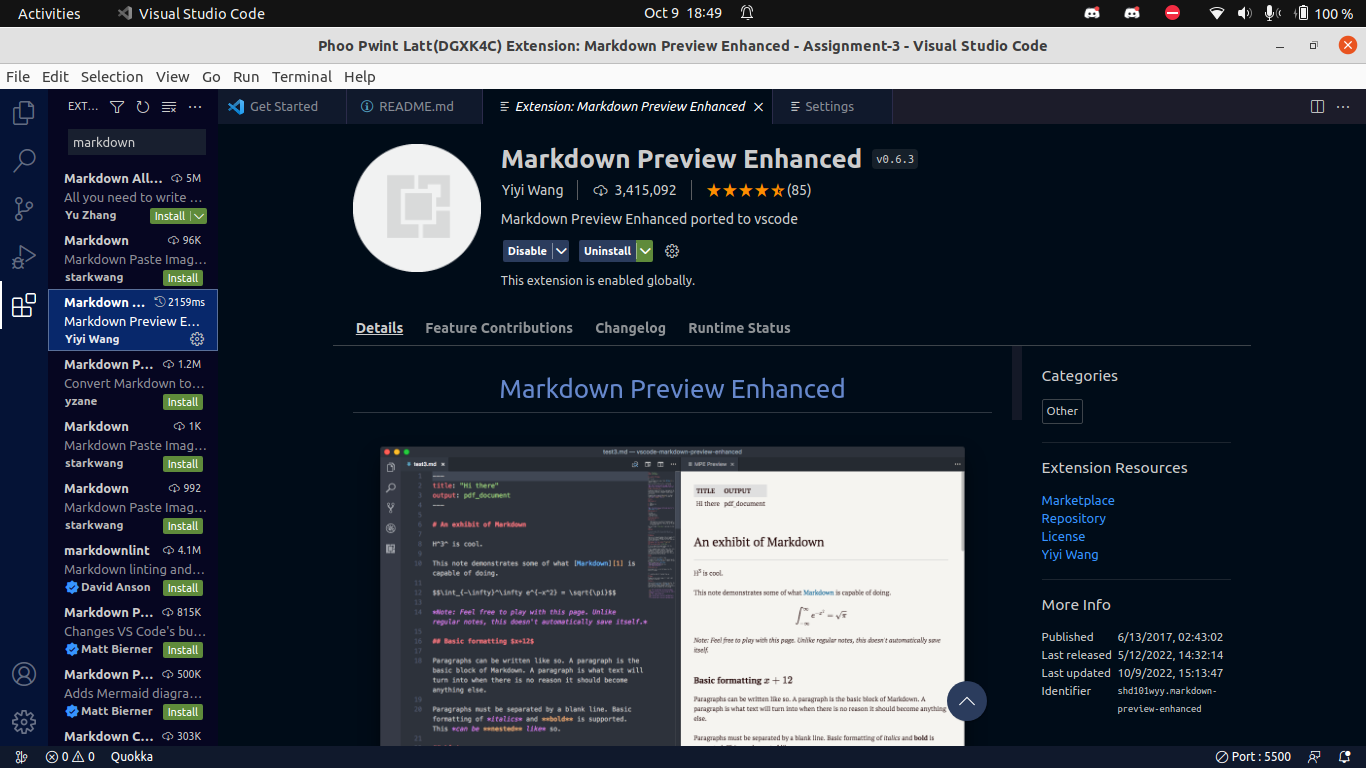 Activities
Visual Studio Code
Oct 9 18:49
100 %
Phoo Pwint Latt(DGXK4C) Extension: Markdown Preview Enhanced - Assignment-3 - Visual Studio Code
File Edit Selection View Go Run Terminal Help
EXT...
markdown
Markdown All... 5M
All you need to write ...
Yu Zhang Install
Markdown 96K
Markdown Paste Imag...
starkwang Install
Markdown ... 2159ms
Markdown Preview E...
Yiyi Wang
Markdown P... 1.2M
Convert Markdown to...
yzane Install
Markdown 1K
Markdown Paste Imag...
starkwang Install
Markdown 992
Markdown Paste Imag...
starkwang Install
markdownlint 4.1M
Markdown linting and...
David Anson Install
Markdown P... 815K
Changes VS Code's bu...
Matt Bierner Install
Markdown P... 500K
Adds Mermaid diagra...
Matt Bierner Install
Markdown C... 303K
Get Started
README.md
Extension: Markdown Preview Enhanced
Settings
Markdown Preview Enhanced v0.6.3
Yiyi Wang 3,415,092 (85)
Markdown Preview Enhanced ported to vscode
Disable Uninstall
This extension is enabled globally.
Details Feature Contributions Changelog Runtime Status
Markdown Preview Enhanced
test3.md — vscode-markdown-preview-enhanced
test3.md
---
title: "Hi there"
output: pdf_document
---
# An exhibit of Markdown
H^3^ is cool.
This note demonstrates some of what [Markdown][1] is
capable of doing.
$$\int_{-\infty}^\infty e^{-x^2} = \sqrt{\pi}$$
*Note: Feel free to play with this page. Unlike
regular notes, this doesn't automatically save itself.*
## Basic formatting $x+12$
Paragraphs can be written like so. A paragraph is the
basic block of Markdown. A paragraph is what text will
turn into when there is no reason it should become
anything else.
Paragraphs must be separated by a blank line. Basic
formatting of *italics* and **bold** is supported.
This *can be **nested** like* so.
MPE Preview
TITLE OUTPUT
Hi there pdf_document
An exhibit of Markdown
H³ is cool.
This note demonstrates some of what Markdown is capable of doing.
∫_{-∞}^{∞} e^{-x²} = √π
Note: Feel free to play with this page. Unlike regular notes, this doesn't automatically save
itself.
Basic formatting x + 12
Paragraphs can be written like so. A paragraph is the basic block of Markdown. A
paragraph is what text will turn into when there is no reason it should become anything
else.
Paragraphs must be separated by a blank line. Basic formatting of italics and bold is
Categories
Other
Extension Resources
Marketplace
Repository
License
Yiyi Wang
More Info
Published 6/13/2017, 02:43:02
Last released 5/12/2022, 14:32:14
Last updated 10/9/2022, 15:13:47
Identifier shd101wyy.markdown-
preview-enhanced
0 0 Quokka
Port : 5500